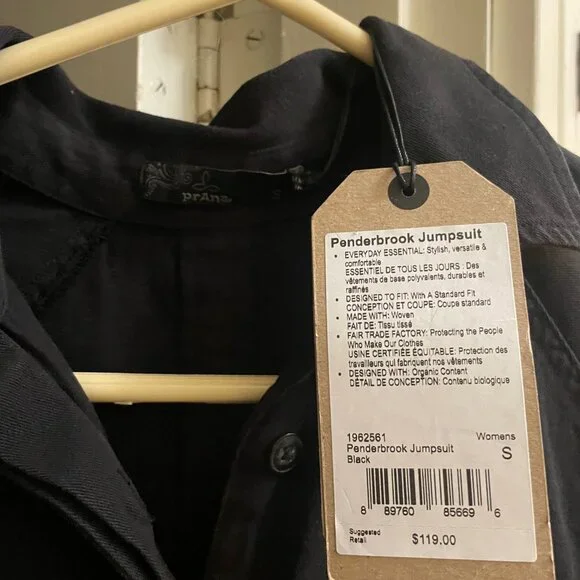 prAna
S
Penderbrook Jumpsuit
• EVERYDAY ESSENTIAL: Stylish, versatile &
comfortable
ESSENTIEL DE TOUS LES JOURS : Des
vêtements de base polyvalents, durables et
raffinés
• DESIGNED TO FIT: With A Standard Fit
CONCEPTION ET COUPE: Coupe standard
• MADE WITH: Woven
FAIT DE: Tissu tissé
• FAIR TRADE FACTORY: Protecting the People
Who Make Our Clothes
USINE CERTIFIÉE ÉQUITABLE: Protection des
travailleurs qui fabriquent nos vêtements
• DESIGNED WITH: Organic Content
DÉTAIL DE CONCEPTION: Contenu biologique
1962561 Womens
Penderbrook Jumpsuit S
Black
8 89760 85669 6
Suggested
Retail $119.00